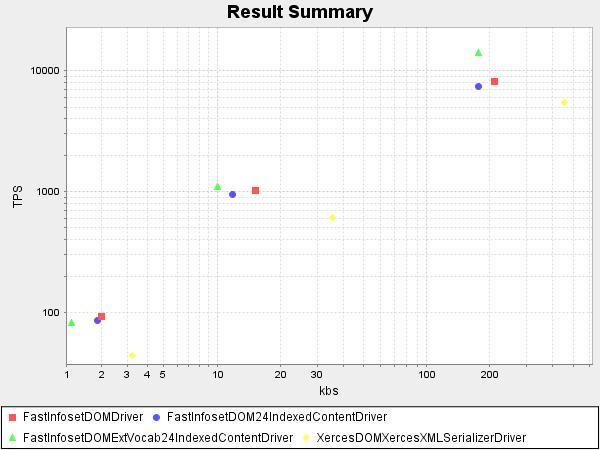 Result Summary
10000
1000
100
TPS
1 2 3 4 5 10 20 30 100 200
kbs
FastInfosetDOMDriver FastInfosetDOM24IndexedContentDriver
FastInfosetDOMExtVocab24IndexedContentDriver XercesDOMXercesXMLSerializerDriver